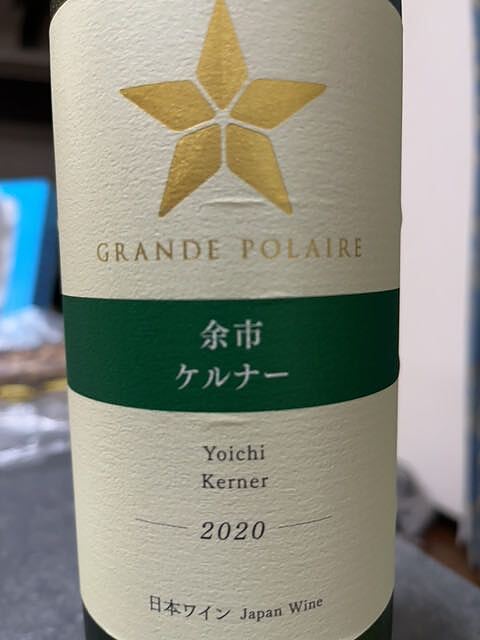 GRANDE POLAIRE
余市
ケルナー
Yoichi
Kerner
2020
日本ワイン Japan Wine